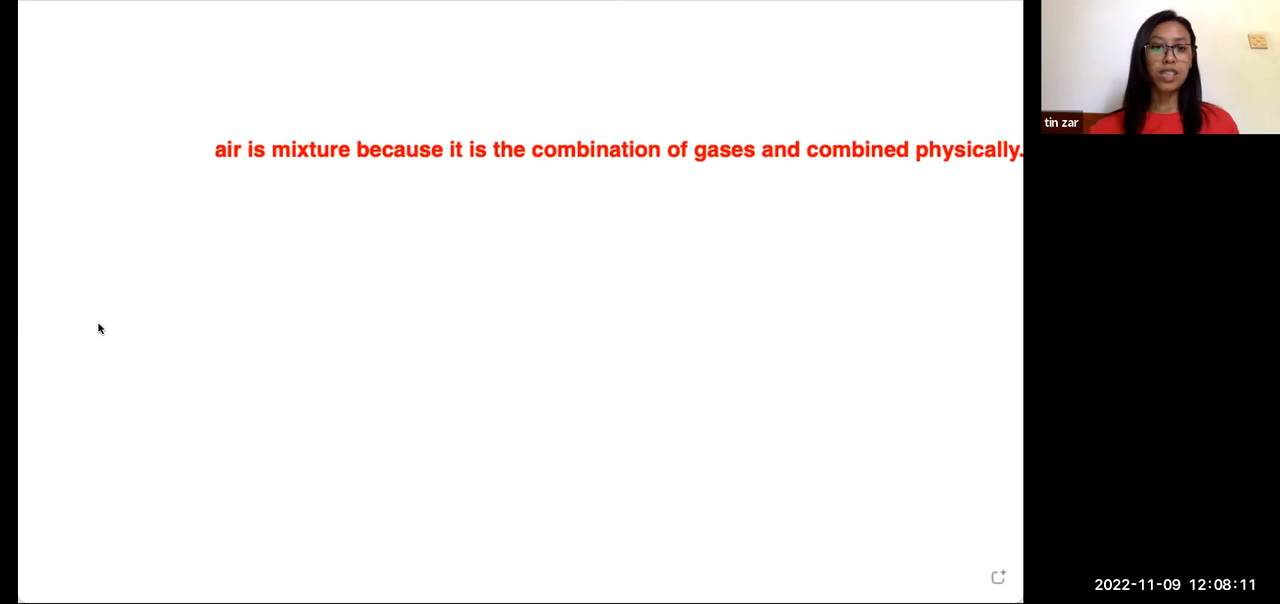 air is mixture because it is the combination of gases and combined physically.
tin zar
2022-11-09 12:08:11